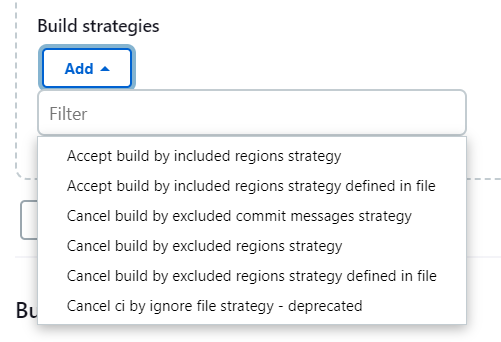 Build strategies
Add
Filter
Accept build by included regions strategy
Accept build by included regions strategy defined in file
Cancel build by excluded commit messages strategy
Cancel build by excluded regions strategy
Cancel build by excluded regions strategy defined in file
Cancel ci by ignore file strategy - deprecated